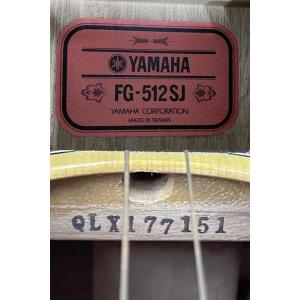 YAMAHA
FG-512SJ
YAMAHA CORPORATION
MADE IN TAIWAN
QLX177151